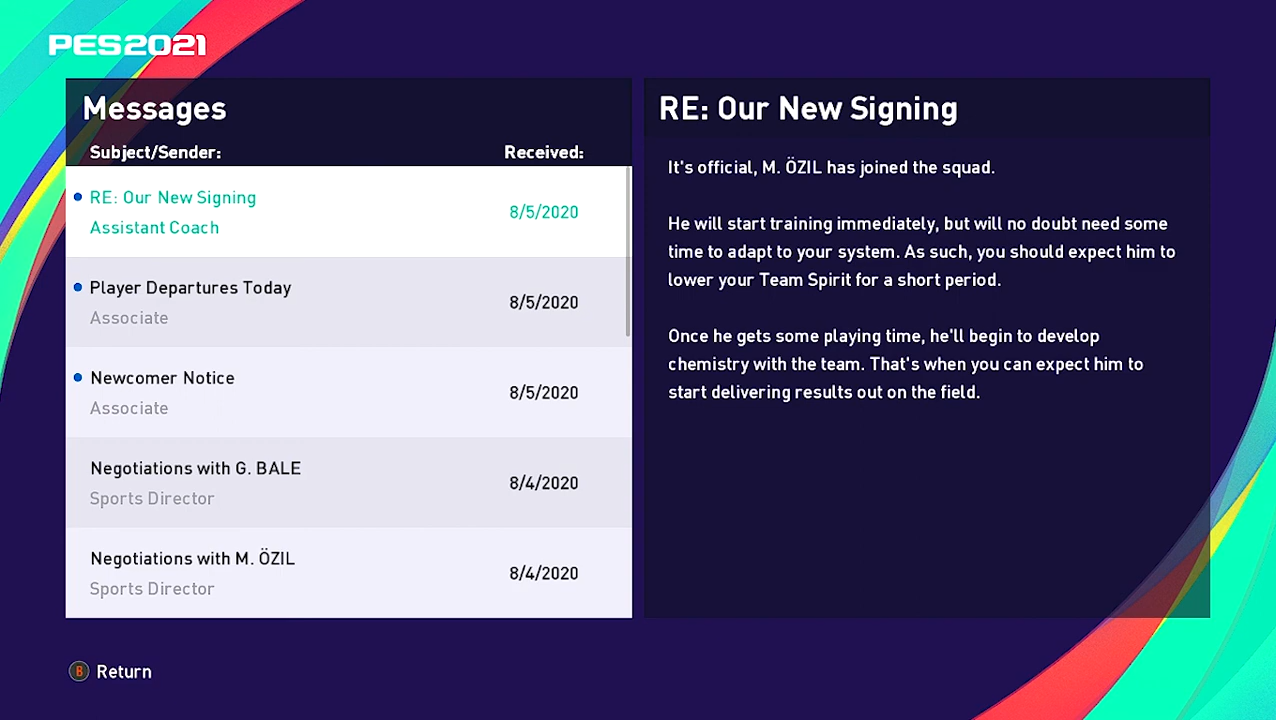 PES2021
Messages
Subject/Sender:
Received:
RE: Our New Signing
Assistant Coach
8/5/2020
Player Departures Today
Associate
8/5/2020
Newcomer Notice
Associate
8/5/2020
Negotiations with G. BALE
Sports Director
8/4/2020
Negotiations with M. ÖZIL
Sports Director
8/4/2020
RE: Our New Signing
It's official, M. ÖZIL has joined the squad.
He will start training immediately, but will no doubt need some
time to adapt to your system. As such, you should expect him to
lower your Team Spirit for a short period.
Once he gets some playing time, he'll begin to develop
chemistry with the team. That's when you can expect him to
start delivering results out on the field.
B Return